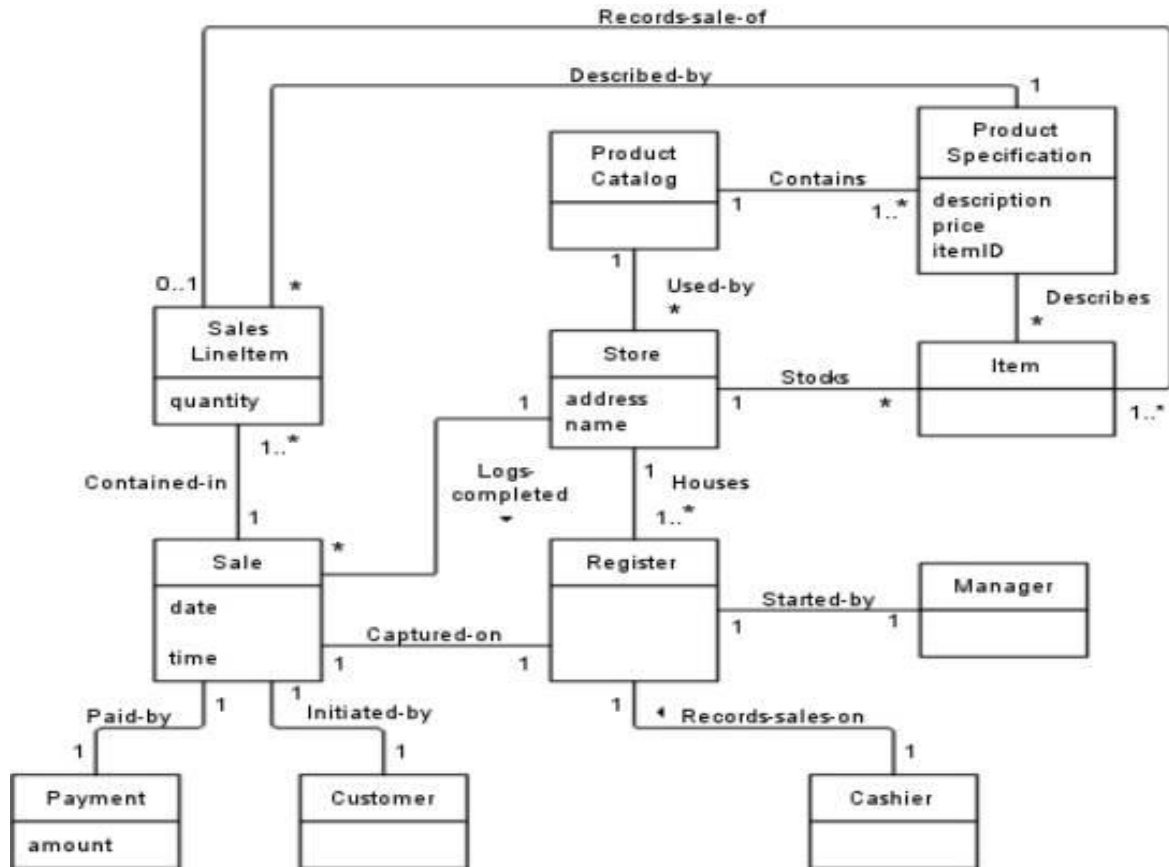 Records-sale-of
Described-by
1
Product
Catalog
Product
Specification
description
price
itemID
Contains
1
1..*
0..1
*
1
Used-by
*
Describes
*
Sales
LineItem
quantity
Store
address
name
Stocks
1
*
Item
1..*
1
1..*
Contained-in
1
Logs-
completed
1
Houses
1..*
*
Sale
date
time
Register
Manager
Started-by
1
1
Captured-on
1
1
Paid-by
1
1
Initiated-by
1
1
1
Records-sales-on
1
Payment
amount
Customer
Cashier